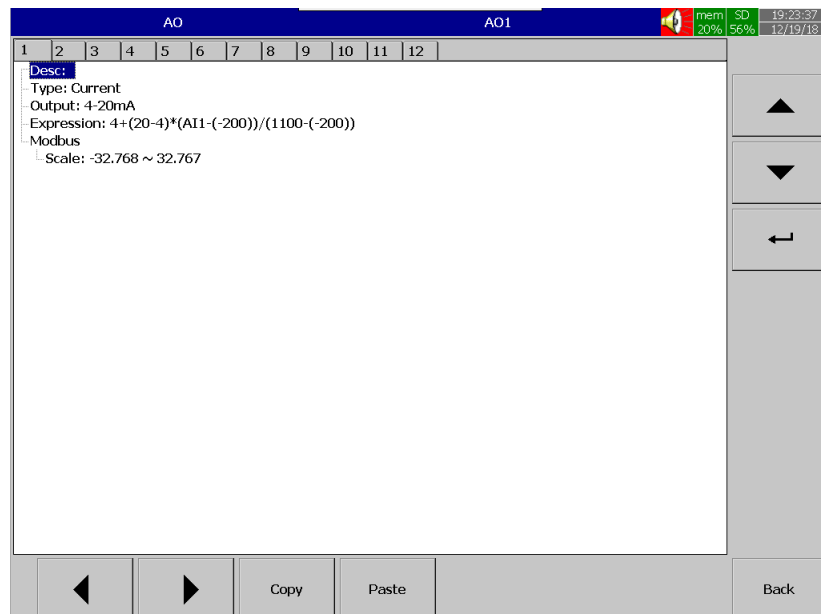 AO AO1 mem 20% SD 56% 19:23:37 12/19/18
1 2 3 4 5 6 7 8 9 10 11 12
Desc:
Type: Current
Output: 4-20mA
Expression: 4+(20-4)*(AI1-(-200))/(1100-(-200))
Modbus
Scale: -32.768 ~ 32.767
Copy Paste Back